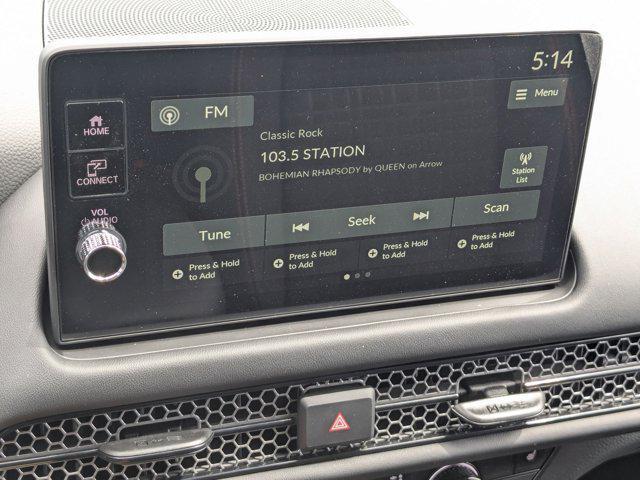 5:14
FM
Menu
HOME
Classic Rock
103.5 STATION
BOHEMIAN RHAPSODY by QUEEN on Arrow
Station
List
CONNECT
VOL
AUDIO
Tune
Seek
Scan
Press & Hold
to Add
Press & Hold
to Add
Press & Hold
to Add
Press & Hold
to Add